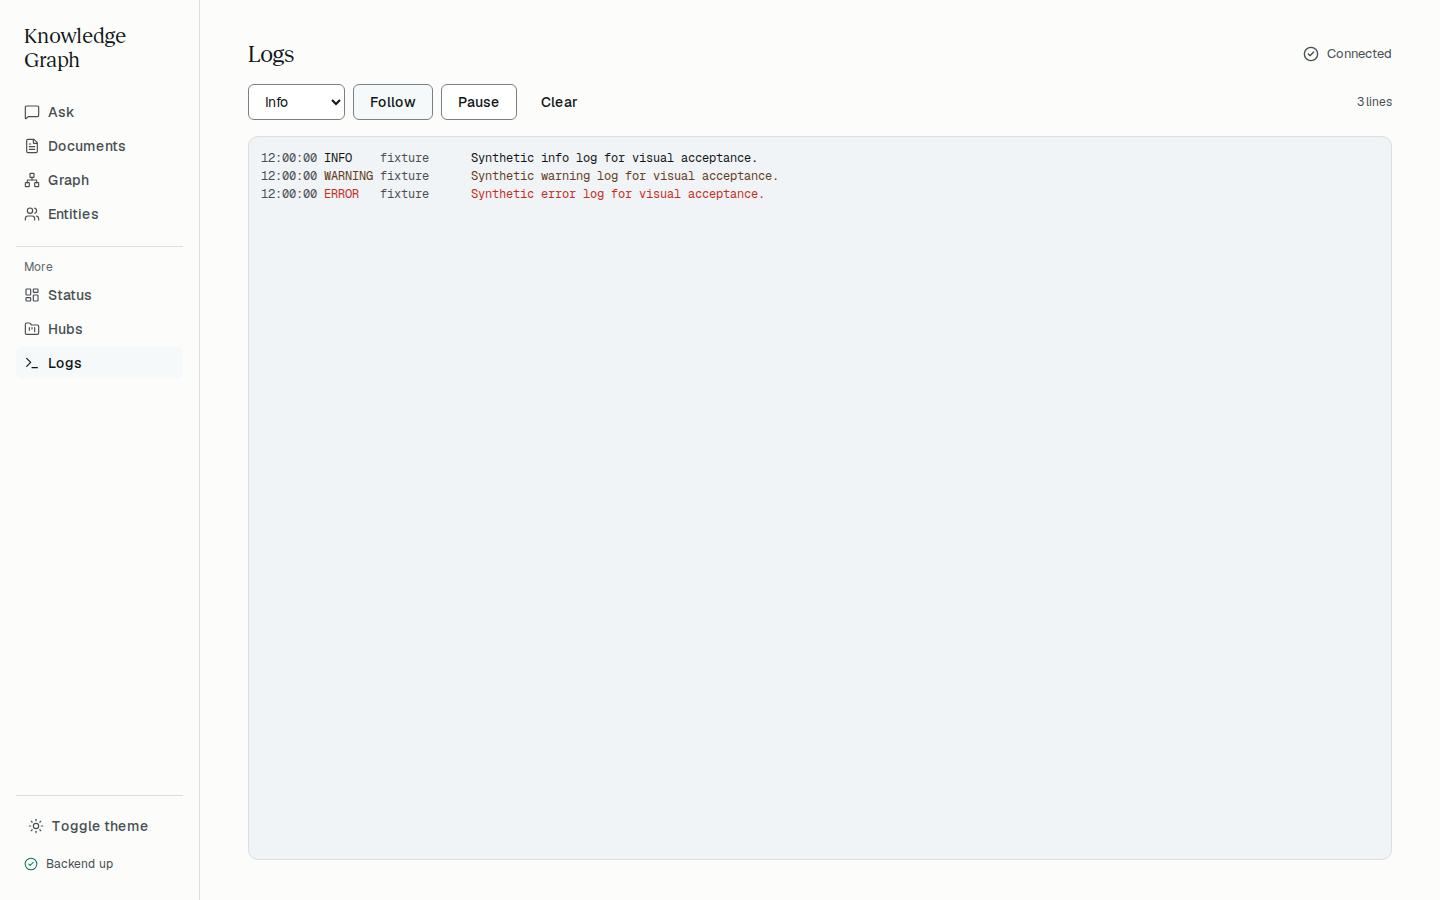 Knowledge
Graph
Ask
Documents
Graph
Entities
More
Status
Hubs
Logs
Toggle theme
Backend up
Logs
Connected
Info
Follow
Pause
Clear
3 lines
12:00:00 INFO fixture Synthetic info log for visual acceptance.
12:00:00 WARNING fixture Synthetic warning log for visual acceptance.
12:00:00 ERROR fixture Synthetic error log for visual acceptance.